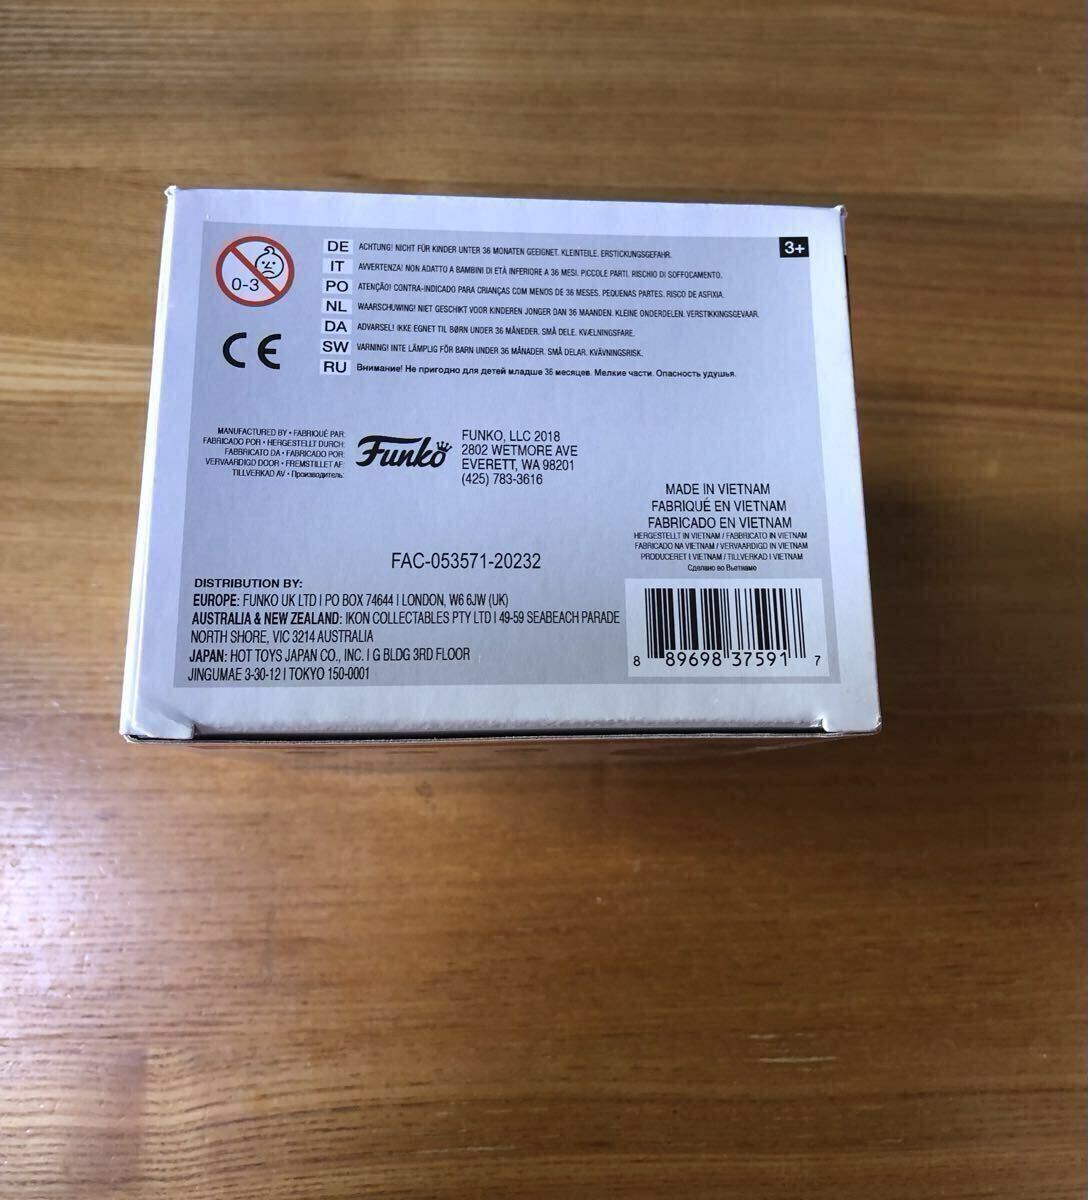 0-3
3+
DE ACHTUNG! NICHT FÜR KINDER UNTER 36 MONATEN GEEIGNET. KLEINTEILE. ERSTICKUNGSGEFAHR.
IT AVVERTENZA! NON ADATTO A BAMBINI DI ETÀ INFERIORE A 36 MESI. PICCOLE PARTI. RISCHIO DI SOFFOCAMENTO.
PO ATENÇÃO! CONTRA-INDICADO PARA CRIANÇAS COM MENOS DE 36 MESES. PEQUENAS PARTES. RISCO DE ASFIXIA.
NL WAARSCHUWING! NIET GESCHIKT VOOR KINDEREN JONGER DAN 36 MAANDEN. KLEINE ONDERDELEN. VERSTIKKINGSGEVAAR.
DA ADVARSEL! IKKE EGNET TIL BØRN UNDER 36 MÅNEDER. SMÅ DELE. KVÆLNINGSFARE.
SW VARNING! INTE LÄMPLIG FÖR BARN UNDER 36 MÅNADER. SMÅ DELAR. KVÄVNINGSRISK.
RU Внимание! Не пригодно для детей младше 36 месяцев. Мелкие части. Опасность удушья.
CE
MANUFACTURED BY • FABRIQUÉ PAR:
FABRICADO POR • HERGESTELLT DURCH:
FABBRICATO DA • FABRICADO POR:
VERVAARDIGD DOOR • FREMSTILLET AF:
TILLVERKAD AV • Производитель:
Funko
FUNKO, LLC 2018
2802 WETMORE AVE
EVERETT, WA 98201
(425) 783-3616
MADE IN VIETNAM
FABRIQUÉ EN VIETNAM
FABRICADO EN VIETNAM
HERGESTELLT IN VIETNAM / FABBRICATO IN VIETNAM
FABRICADO NA VIETNAM / VERVAARDIGD IN VIETNAM
PRODUCERET I VIETNAM / TILLVERKAD I VIETNAM
Сделано во Вьетнаме
FAC-053571-20232
DISTRIBUTION BY:
EUROPE: FUNKO UK LTD | PO BOX 74644 | LONDON, W6 6JW (UK)
AUSTRALIA & NEW ZEALAND: IKON COLLECTABLES PTY LTD | 49-59 SEABEACH PARADE
NORTH SHORE, VIC 3214 AUSTRALIA
JAPAN: HOT TOYS JAPAN CO., INC. | G BLDG 3RD FLOOR
JINGUMAE 3-30-12 | TOKYO 150-0001
8 89698 37591 7